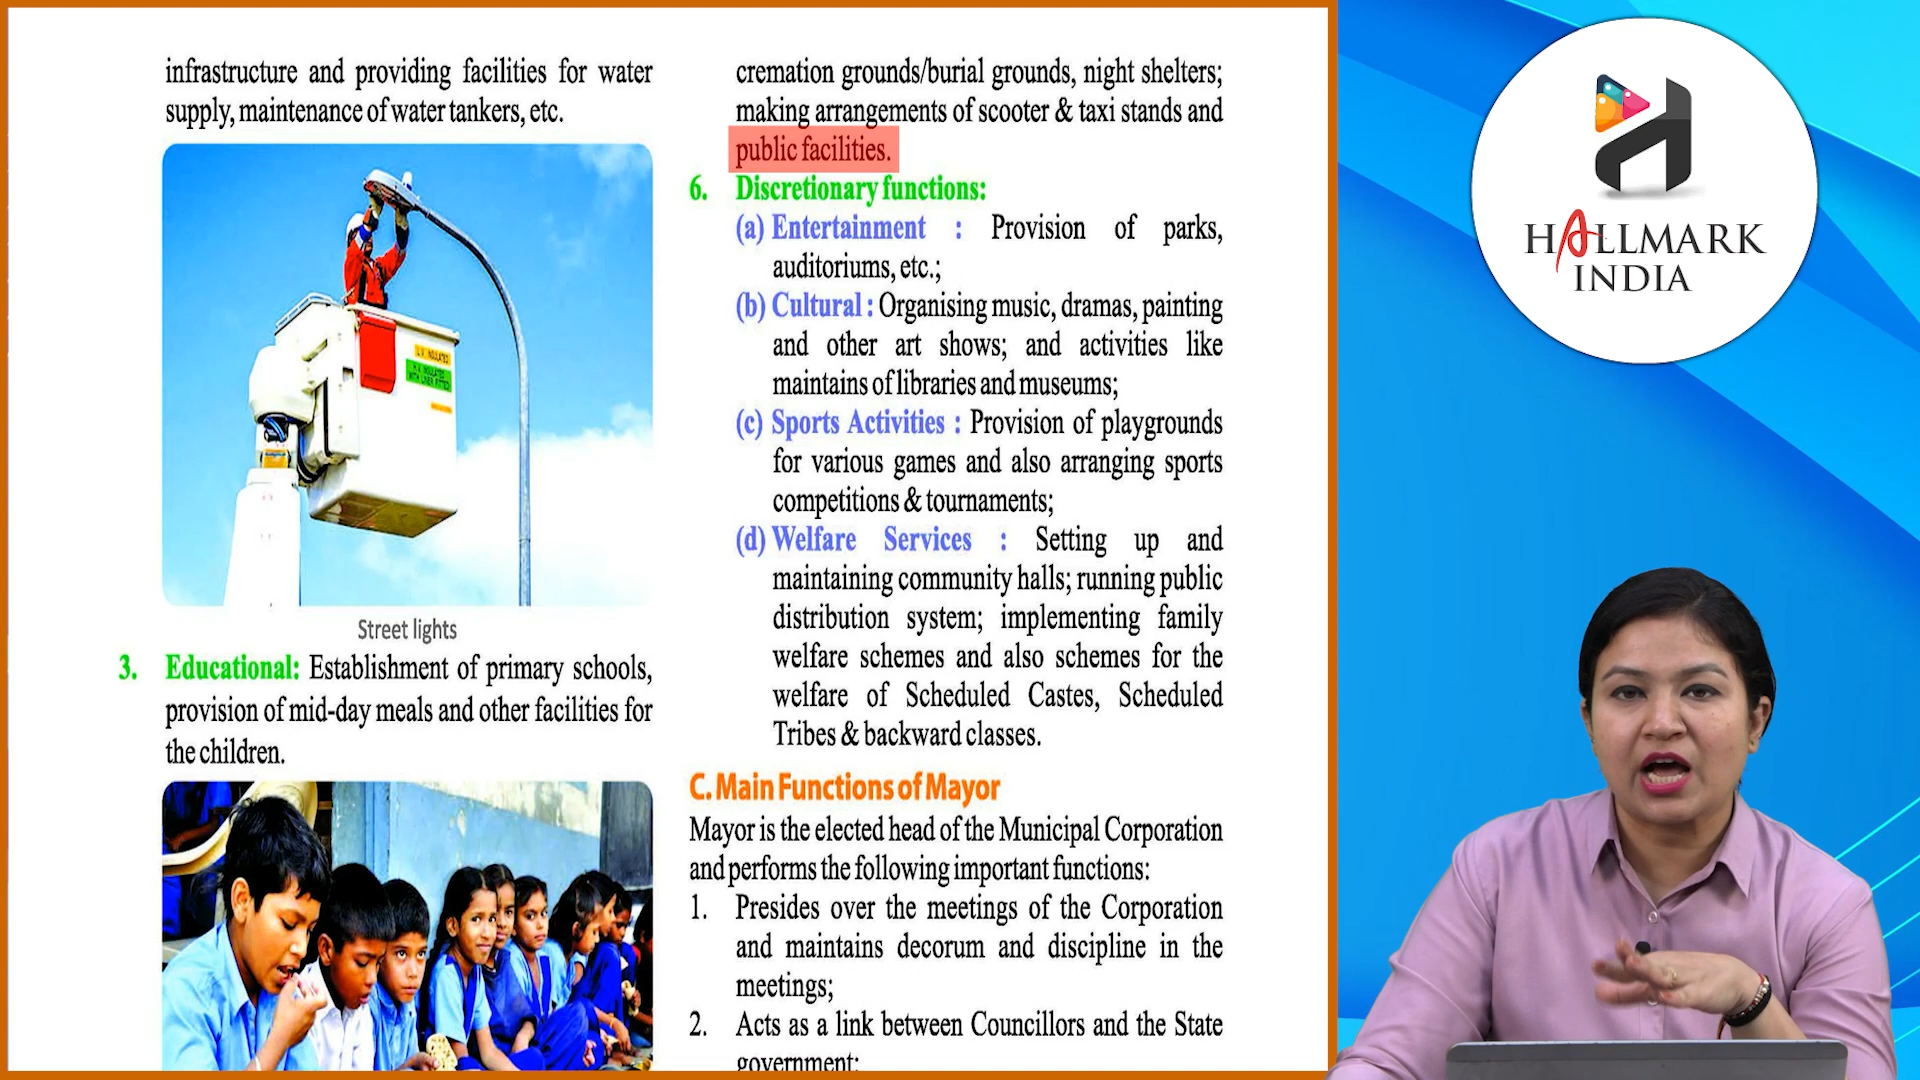 infrastructure and providing facilities for water
supply, maintenance of water tankers, etc.
Street lights
3. Educational: Establishment of primary schools,
provision of mid-day meals and other facilities for
the children.
cremation grounds/burial grounds, night shelters;
making arrangements of scooter & taxi stands and
public facilities.
6. Discretionary functions:
(a) Entertainment : Provision of parks,
auditoriums, etc.;
(b) Cultural : Organising music, dramas, painting
and other art shows; and activities like
maintains of libraries and museums;
(c) Sports Activities : Provision of playgrounds
for various games and also arranging sports
competitions & tournaments;
(d) Welfare Services : Setting up and
maintaining community halls; running public
distribution system; implementing family
welfare schemes and also schemes for the
welfare of Scheduled Castes, Scheduled
Tribes & backward classes.
C. Main Functions of Mayor
Mayor is the elected head of the Municipal Corporation
and performs the following important functions:
1. Presides over the meetings of the Corporation
and maintains decorum and discipline in the
meetings;
2. Acts as a link between Councillors and the State
government;
HALLMARK
INDIA